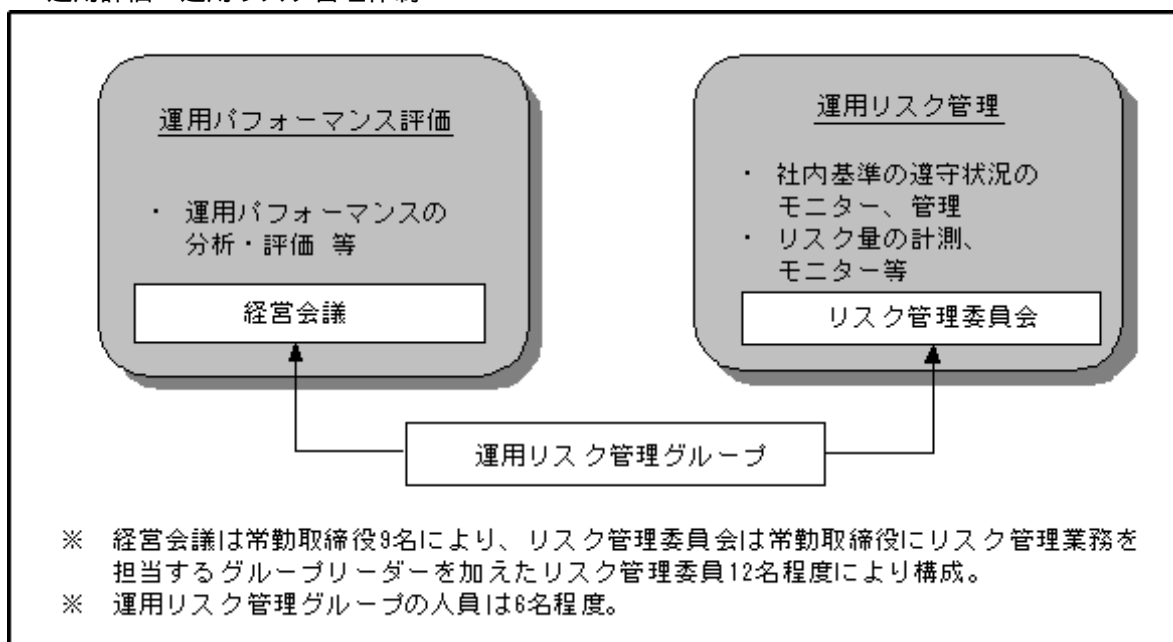 運用パフォーマンス評価
・ 運用パフォーマンスの
分析・評価 等
経営会議
運用リスク管理
・ 社内基準の遵守状況の
モニター、管理
・ リスク量の計測、
モニター等
リスク管理委員会
運用リスク管理グループ
※ 経営会議は常勤取締役9名により、リスク管理委員会は常勤取締役にリスク管理業務を
担当するグループリーダーを加えたリスク管理委員12名程度により構成。
※ 運用リスク管理グループの人員は6名程度。